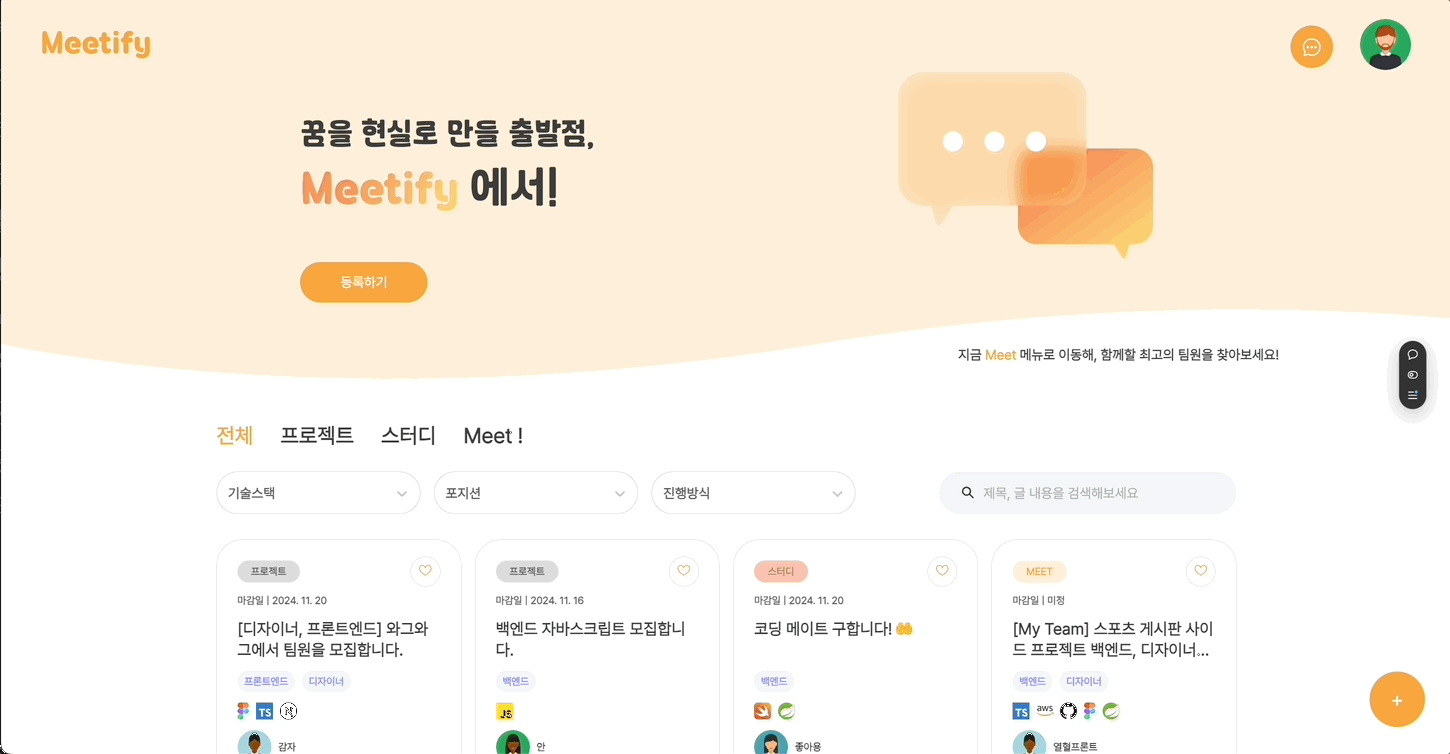 Meetify
꿈을 현실로 만들 출발점,
Meetify 에서!
등록하기
지금 Meet 메뉴로 이동해, 함께할 최고의 팀원을 찾아보세요!
전체 프로젝트 스터디 Meet !
기술스택 포지션 진행방식 제목, 글 내용을 검색해보세요
프로젝트
마감일 | 2024. 11. 20
[디자이너, 프론트엔드] 와그와
그에서 팀원을 모집합니다.
프론트엔드 디자이너
TS N
감자
프로젝트
마감일 | 2024. 11. 16
백엔드 자바스크립트 모집합니
다.
백엔드
JS
안
스터디
마감일 | 2024. 11. 20
코딩 메이트 구합니다! 🤲
백엔드
좋아용
MEET
마감일 | 미정
[My Team] 스포츠 게시판 사이
드 프로젝트 백엔드, 디자이너...
백엔드 디자이너
TS aws
열혈프론트
+